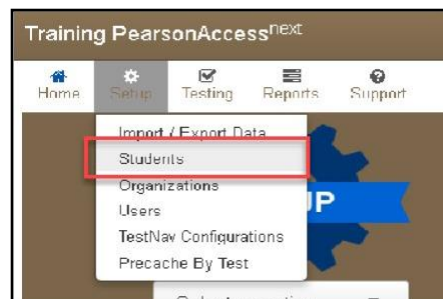 Training PearsonAccess next
Home Setup Testing Reports Support
Import / Export Data
Students
Organizations
UP
Users
TestNav Configurations
Precache By Test